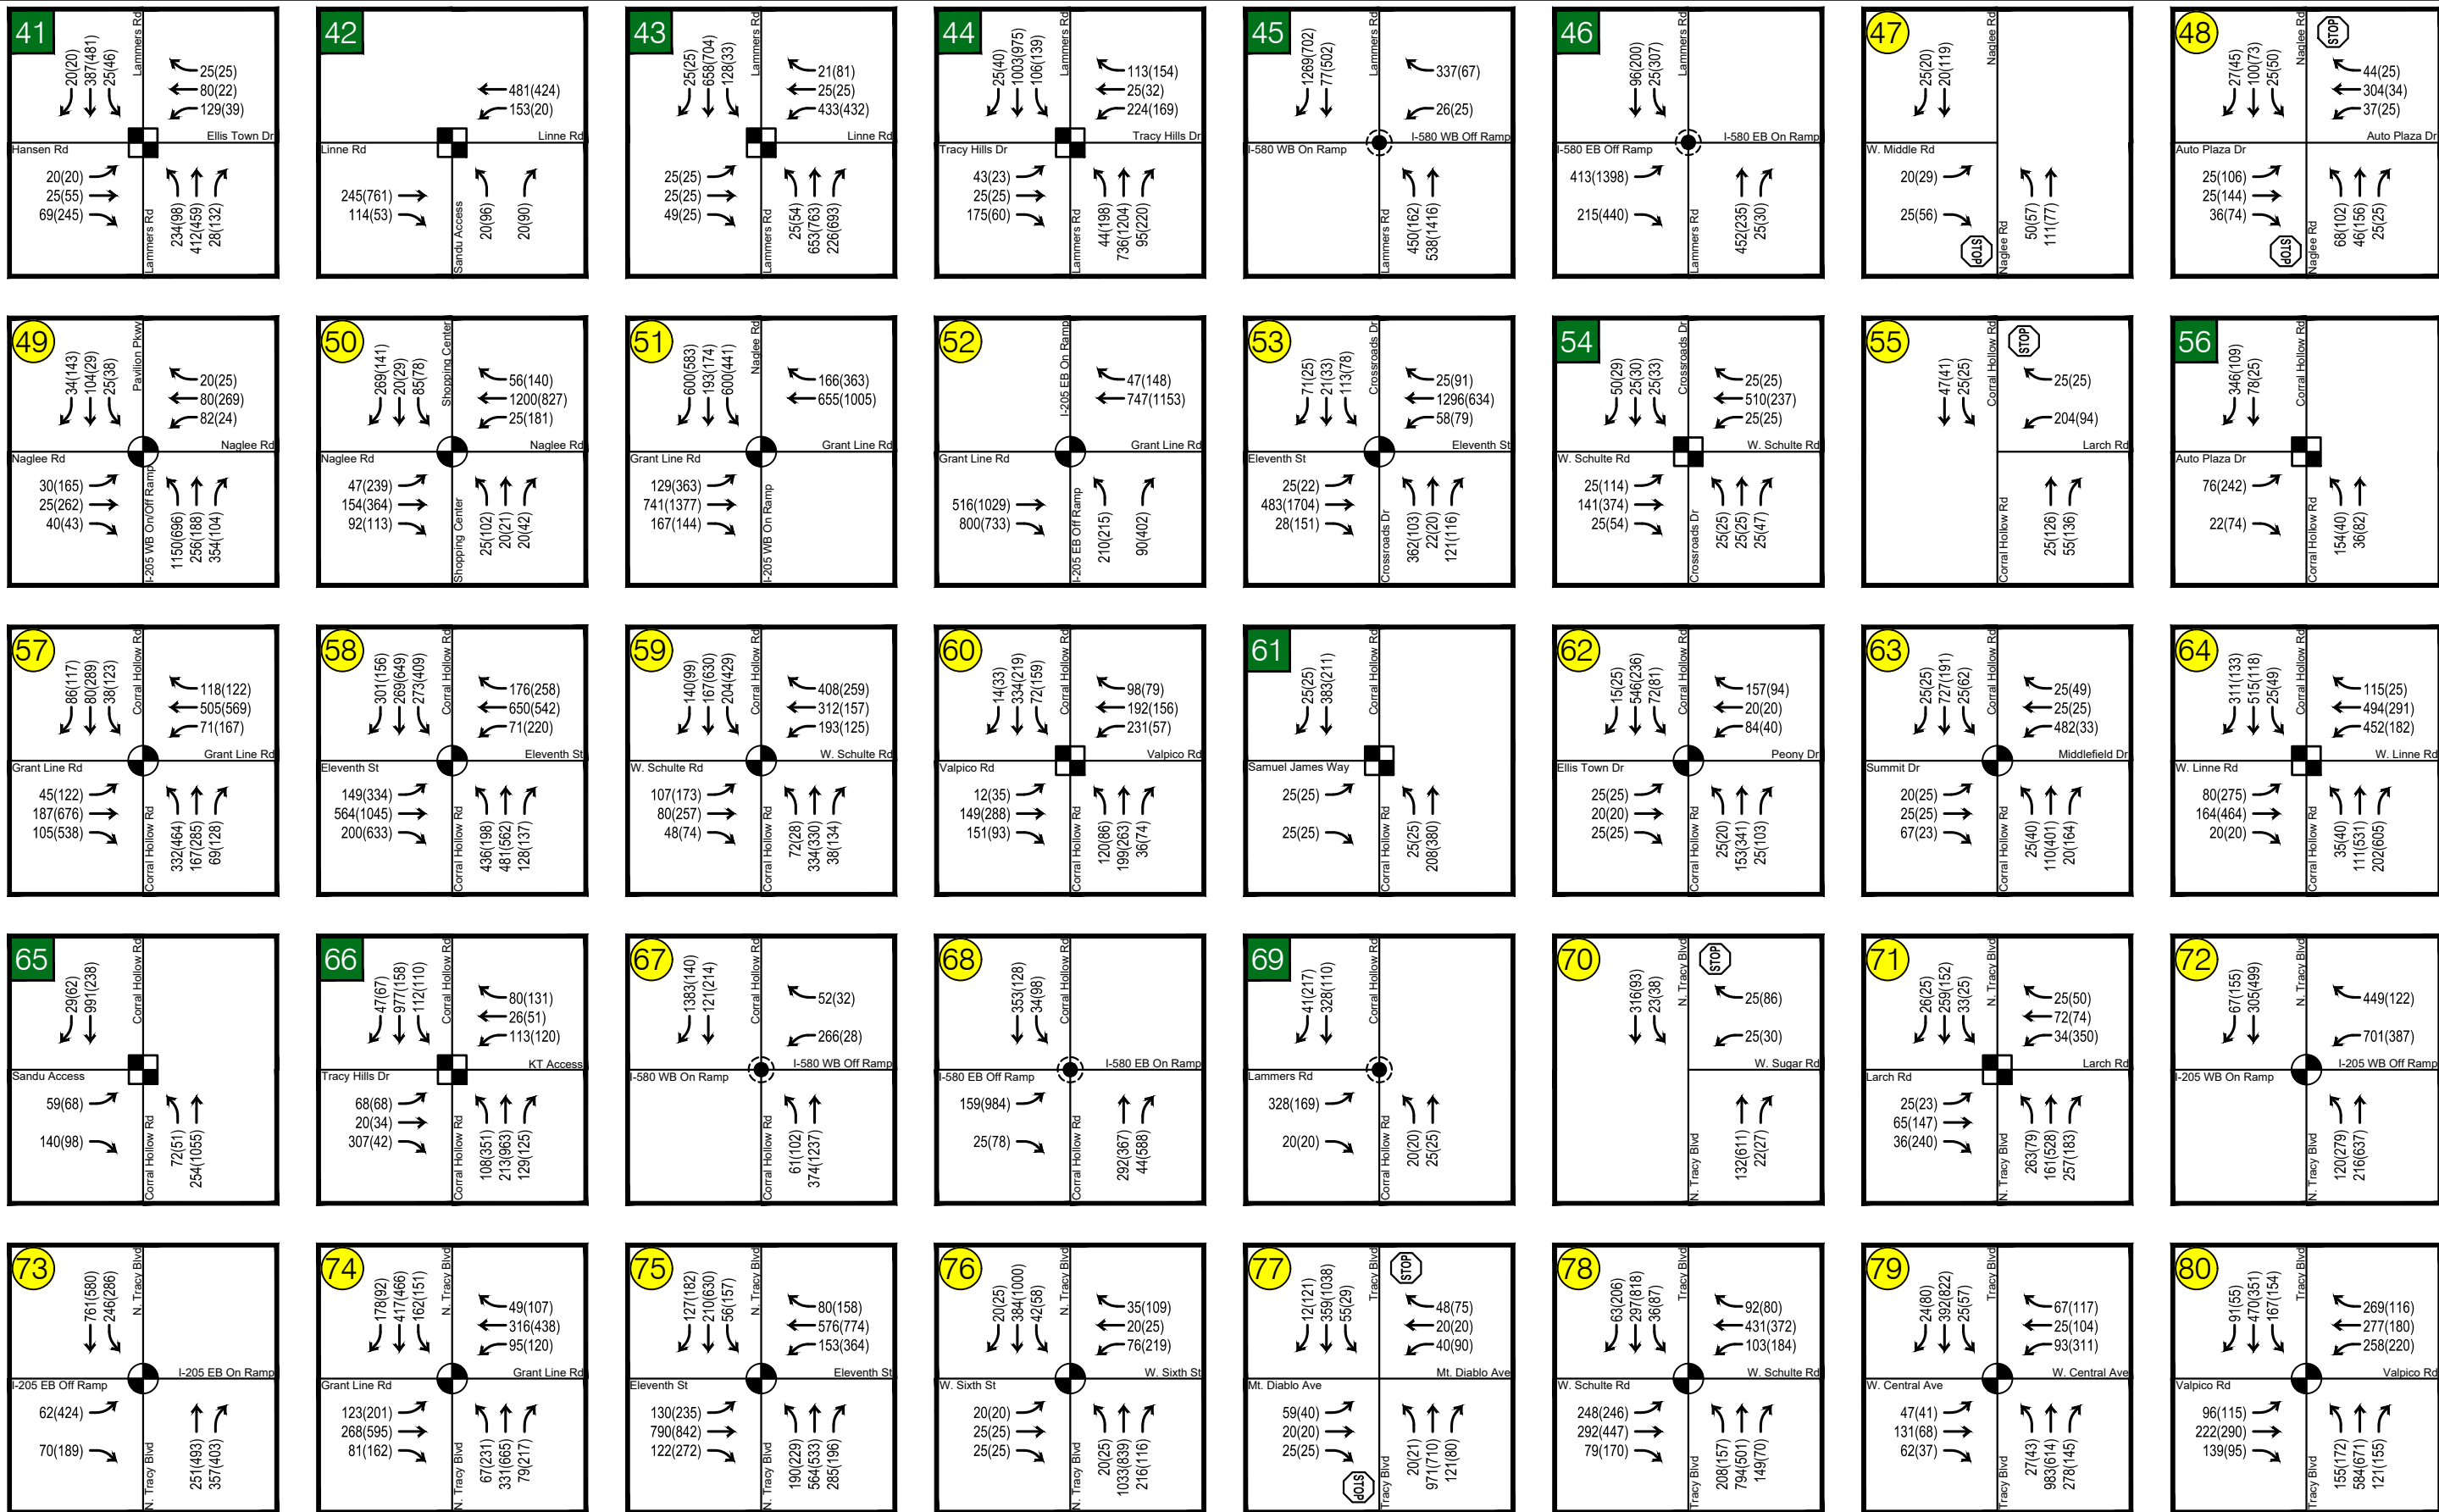 41
20(20)
387(481)
25(46)
Lammers Rd
25(25)
80(22)
129(39)
Ellis Town Dr
Hansen Rd
20(20)
25(55)
69(245)
Lammers Rd
234(98)
412(459)
28(132)
42
481(424)
153(20)
Linne Rd
Linne Rd
245(761)
114(53)
Sandu Access
20(96)
20(90)
43
25(25)
658(704)
128(33)
Lammers Rd
21(81)
25(25)
433(432)
Linne Rd
25(25)
25(25)
49(25)
Lammers Rd
25(54)
653(763)
226(693)
44
25(40)
1003(975)
106(139)
Lammers Rd
113(154)
25(32)
224(169)
Tracy Hills Dr
Tracy Hills Dr
43(23)
25(25)
175(60)
Lammers Rd
44(198)
736(1204)
95(220)
45
1269(702)
77(502)
Lammers Rd
337(67)
26(25)
I-580 WB Off Ramp
I-580 WB On Ramp
Lammers Rd
450(162)
538(1416)
46
96(200)
25(307)
Lammers Rd
I-580 EB On Ramp
I-580 EB Off Ramp
413(1398)
215(440)
Lammers Rd
452(235)
25(30)
47
25(20)
20(119)
Naglee Rd
W. Middle Rd
20(29)
25(56)
STOP
Naglee Rd
50(57)
111(77)
48
27(45)
100(73)
25(50)
Naglee Rd
STOP
44(25)
304(34)
37(25)
Auto Plaza Dr
Auto Plaza Dr
25(106)
25(144)
36(74)
STOP
Naglee Rd
68(102)
46(156)
25(25)
49
34(143)
104(29)
25(38)
Pavilion Pkwy
20(25)
80(269)
82(24)
Naglee Rd
Naglee Rd
30(165)
25(262)
40(43)
I-205 WB On/Off Ramp
1150(696)
256(188)
354(104)
50
269(141)
20(29)
85(78)
Shopping Center
56(140)
1200(827)
25(181)
Naglee Rd
Naglee Rd
47(239)
154(364)
92(113)
Shopping Center
25(102)
20(21)
20(42)
51
600(583)
193(174)
600(441)
Naglee Rd
166(363)
655(1005)
Grant Line Rd
Grant Line Rd
129(363)
741(1377)
167(144)
I-205 WB On Ramp
52
I-205 EB On Ramp
47(148)
747(1153)
Grant Line Rd
Grant Line Rd
516(1029)
800(733)
I-205 EB Off Ramp
210(215)
90(402)
53
71(25)
21(33)
113(78)
Crossroads Dr
25(91)
1296(634)
58(79)
Eleventh St
Eleventh St
25(22)
483(1704)
28(151)
Crossroads Dr
362(103)
22(20)
121(116)
54
50(29)
25(30)
25(33)
Crossroads Dr
25(25)
510(237)
25(25)
W. Schulte Rd
W. Schulte Rd
25(114)
141(374)
25(54)
Crossroads Dr
25(25)
25(25)
25(47)
55
47(41)
25(25)
Corral Hollow Rd
STOP
25(25)
204(94)
Larch Rd
Corral Hollow Rd
25(126)
55(136)
56
346(109)
78(25)
Corral Hollow Rd
Auto Plaza Dr
76(242)
22(74)
Corral Hollow Rd
154(40)
36(82)
57
86(117)
80(289)
38(123)
Corral Hollow Rd
118(122)
505(569)
71(167)
Grant Line Rd
Grant Line Rd
45(122)
187(676)
105(538)
Corral Hollow Rd
332(464)
167(285)
69(128)
58
301(156)
269(649)
273(409)
Corral Hollow Rd
176(258)
650(542)
71(220)
Eleventh St
Eleventh St
149(334)
564(1045)
200(633)
Corral Hollow Rd
436(198)
481(562)
128(137)
59
140(99)
167(630)
204(429)
Corral Hollow Rd
408(259)
312(157)
193(125)
W. Schulte Rd
W. Schulte Rd
107(173)
80(257)
48(74)
Corral Hollow Rd
72(28)
334(330)
38(134)
60
14(33)
334(219)
72(159)
Corral Hollow Rd
98(79)
192(156)
231(57)
Valpico Rd
Valpico Rd
12(35)
149(288)
151(93)
Corral Hollow Rd
120(86)
199(263)
36(74)
61
25(25)
383(211)
Corral Hollow Rd
Samuel James Way
25(25)
25(25)
Corral Hollow Rd
25(25)
208(380)
62
15(25)
546(236)
72(81)
Corral Hollow Rd
157(94)
20(20)
84(40)
Peony Dr
Ellis Town Dr
25(25)
20(20)
25(25)
Corral Hollow Rd
25(20)
153(341)
25(103)
63
25(25)
727(191)
25(62)
Corral Hollow Rd
25(49)
25(25)
482(33)
Middlefield Dr
Summit Dr
20(25)
25(25)
67(23)
Corral Hollow Rd
25(40)
110(401)
20(164)
64
311(133)
515(118)
25(49)
Corral Hollow Rd
115(25)
494(291)
452(182)
W. Linne Rd
W. Linne Rd
80(275)
164(464)
20(20)
Corral Hollow Rd
35(40)
111(531)
202(605)
65
29(62)
991(238)
Corral Hollow Rd
Sandu Access
59(68)
140(98)
Corral Hollow Rd
72(51)
254(1055)
66
47(67)
977(158)
112(110)
Corral Hollow Rd
80(131)
26(51)
113(120)
KT Access
Tracy Hills Dr
68(68)
20(34)
307(42)
Corral Hollow Rd
108(351)
213(963)
129(125)
67
1383(140)
121(214)
Corral Hollow Rd
52(32)
266(28)
I-580 WB Off Ramp
I-580 WB On Ramp
Corral Hollow Rd
61(102)
374(1237)
68
353(128)
34(98)
Corral Hollow Rd
I-580 EB On Ramp
I-580 EB Off Ramp
159(984)
25(78)
Corral Hollow Rd
292(367)
44(588)
69
41(217)
328(110)
Corral Hollow Rd
Lammers Rd
328(169)
20(20)
Corral Hollow Rd
20(20)
25(25)
70
316(93)
23(38)
N. Tracy Blvd
STOP
25(86)
25(30)
W. Sugar Rd
N. Tracy Blvd
132(611)
22(27)
71
26(25)
259(152)
333(25)
N. Tracy Blvd
25(50)
72(74)
34(350)
Larch Rd
Larch Rd
25(23)
65(147)
36(240)
N. Tracy Blvd
263(79)
161(528)
257(183)
72
67(155)
305(499)
N. Tracy Blvd
449(122)
701(387)
I-205 WB Off Ramp
I-205 WB On Ramp
N. Tracy Blvd
120(279)
216(637)
73
761(580)
246(286)
N. Tracy Blvd
I-205 EB On Ramp
I-205 EB Off Ramp
62(424)
70(189)
N. Tracy Blvd
251(493)
357(403)
74
178(92)
417(466)
162(151)
N. Tracy Blvd
49(107)
316(438)
95(120)
Grant Line Rd
Grant Line Rd
123(201)
268(595)
81(162)
N. Tracy Blvd
67(231)
331(665)
79(217)
75
127(182)
210(630)
56(157)
N. Tracy Blvd
80(158)
576(774)
153(364)
Eleventh St
Eleventh St
130(235)
790(842)
122(272)
N. Tracy Blvd
190(229)
564(533)
285(196)
76
20(25)
384(1000)
42(58)
N. Tracy Blvd
35(109)
20(25)
76(219)
W. Sixth St
W. Sixth St
20(20)
25(25)
25(25)
N. Tracy Blvd
20(25)
1033(839)
216(116)
77
12(121)
359(1038)
55(29)
Tracy Blvd
STOP
48(75)
20(20)
40(90)
Mt. Diablo Ave
Mt. Diablo Ave
59(40)
20(20)
25(25)
STOP
Tracy Blvd
20(21)
971(710)
121(80)
78
63(206)
297(818)
36(87)
Tracy Blvd
92(80)
431(372)
103(184)
W. Schulte Rd
W. Schulte Rd
248(246)
292(447)
79(170)
Tracy Blvd
208(157)
794(501)
149(70)
79
24(80)
392(822)
25(57)
Tracy Blvd
67(117)
25(104)
93(311)
W. Central Ave
W. Central Ave
47(41)
131(68)
62(37)
Tracy Blvd
27(43)
983(614)
278(145)
80
91(55)
470(351)
167(154)
Tracy Blvd
269(116)
277(180)
258(220)
Valpico Rd
Valpico Rd
96(115)
222(290)
139(95)
Tracy Blvd
155(172)
584(671)
121(155)